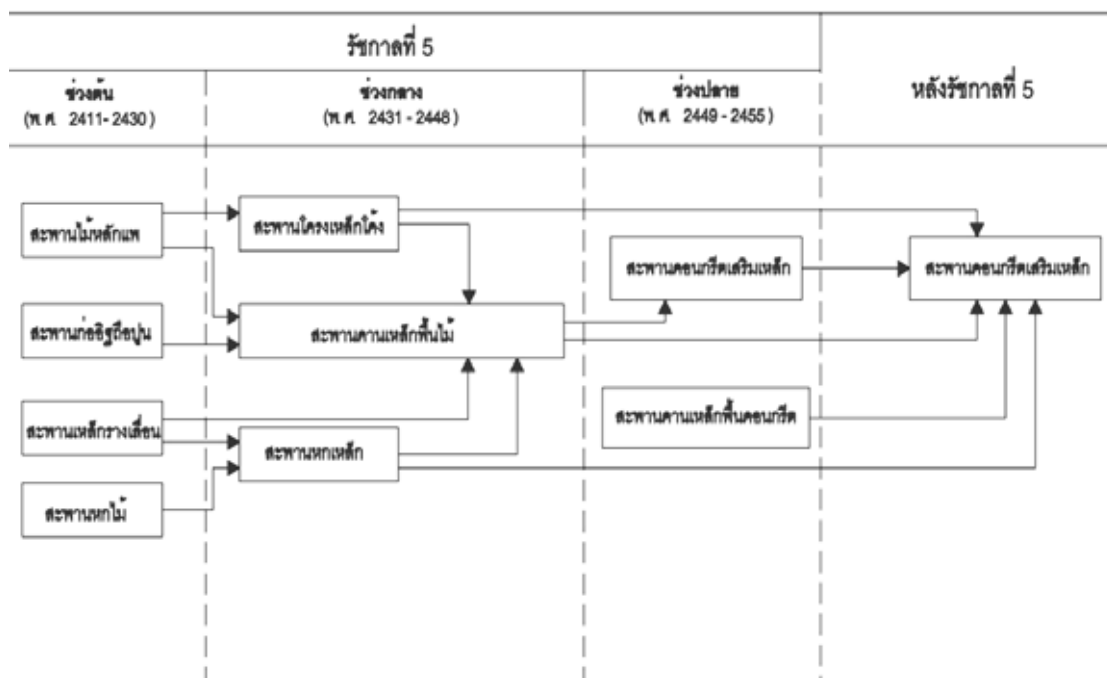 รัชกาลที่ 5
หลังรัชกาลที่ 5
ช่วงต้น
(พ.ศ. 2411-2430)
ช่วงกลาง
(พ.ศ. 2431-2448)
ช่วงปลาย
(พ.ศ. 2449-2455)
สะพานไม้หลักแพ
สะพานโครงเหล็กโค้ง
สะพานคอนกรีตเสริมเหล็ก
สะพานคอนกรีตเสริมเหล็ก
สะพานก่ออิฐถือปูน
สะพานคานเหล็กพื้นไม้
สะพานเหล็กรางเลื่อน
สะพานหกเหล็ก
สะพานคานเหล็กพื้นคอนกรีต
สะพานหกไม้